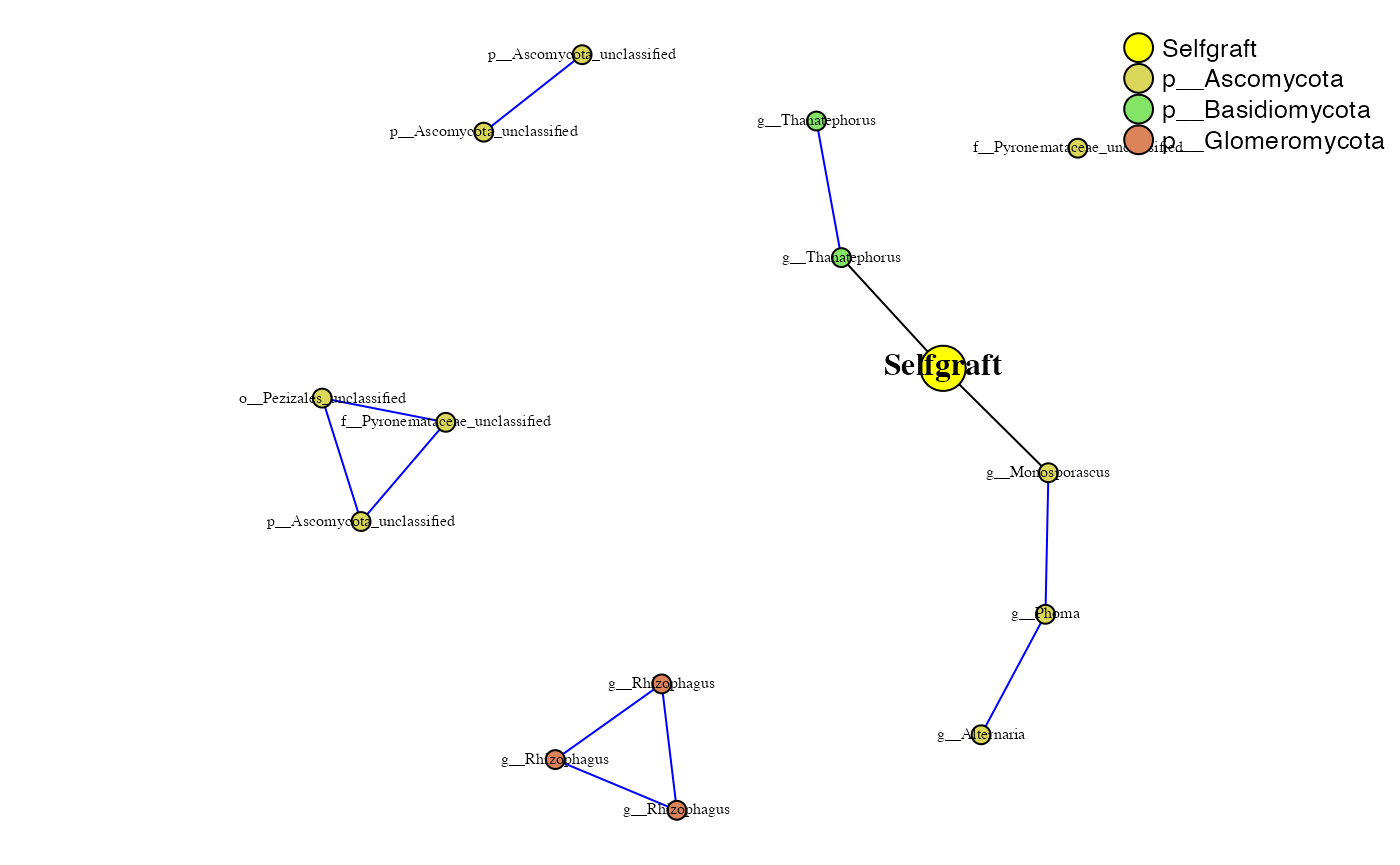 p__Ascomycota_unclassified
p__Ascomycota_unclassified
g__Thanatephorus
g__Thanatephorus
f__Pyronemataceae_unclassified
Selfgraft
p__Ascomycota
p__Basidiomycota
p__Glomeromycota
Selfgraft
o__Pezizales_unclassified
f__Pyronemataceae_unclassified
p__Ascomycota_unclassified
g__Monosporascus
g__Phoma
g__Alternaria
g__Rhizophagus
g__Rhizophagus
g__Rhizophagus